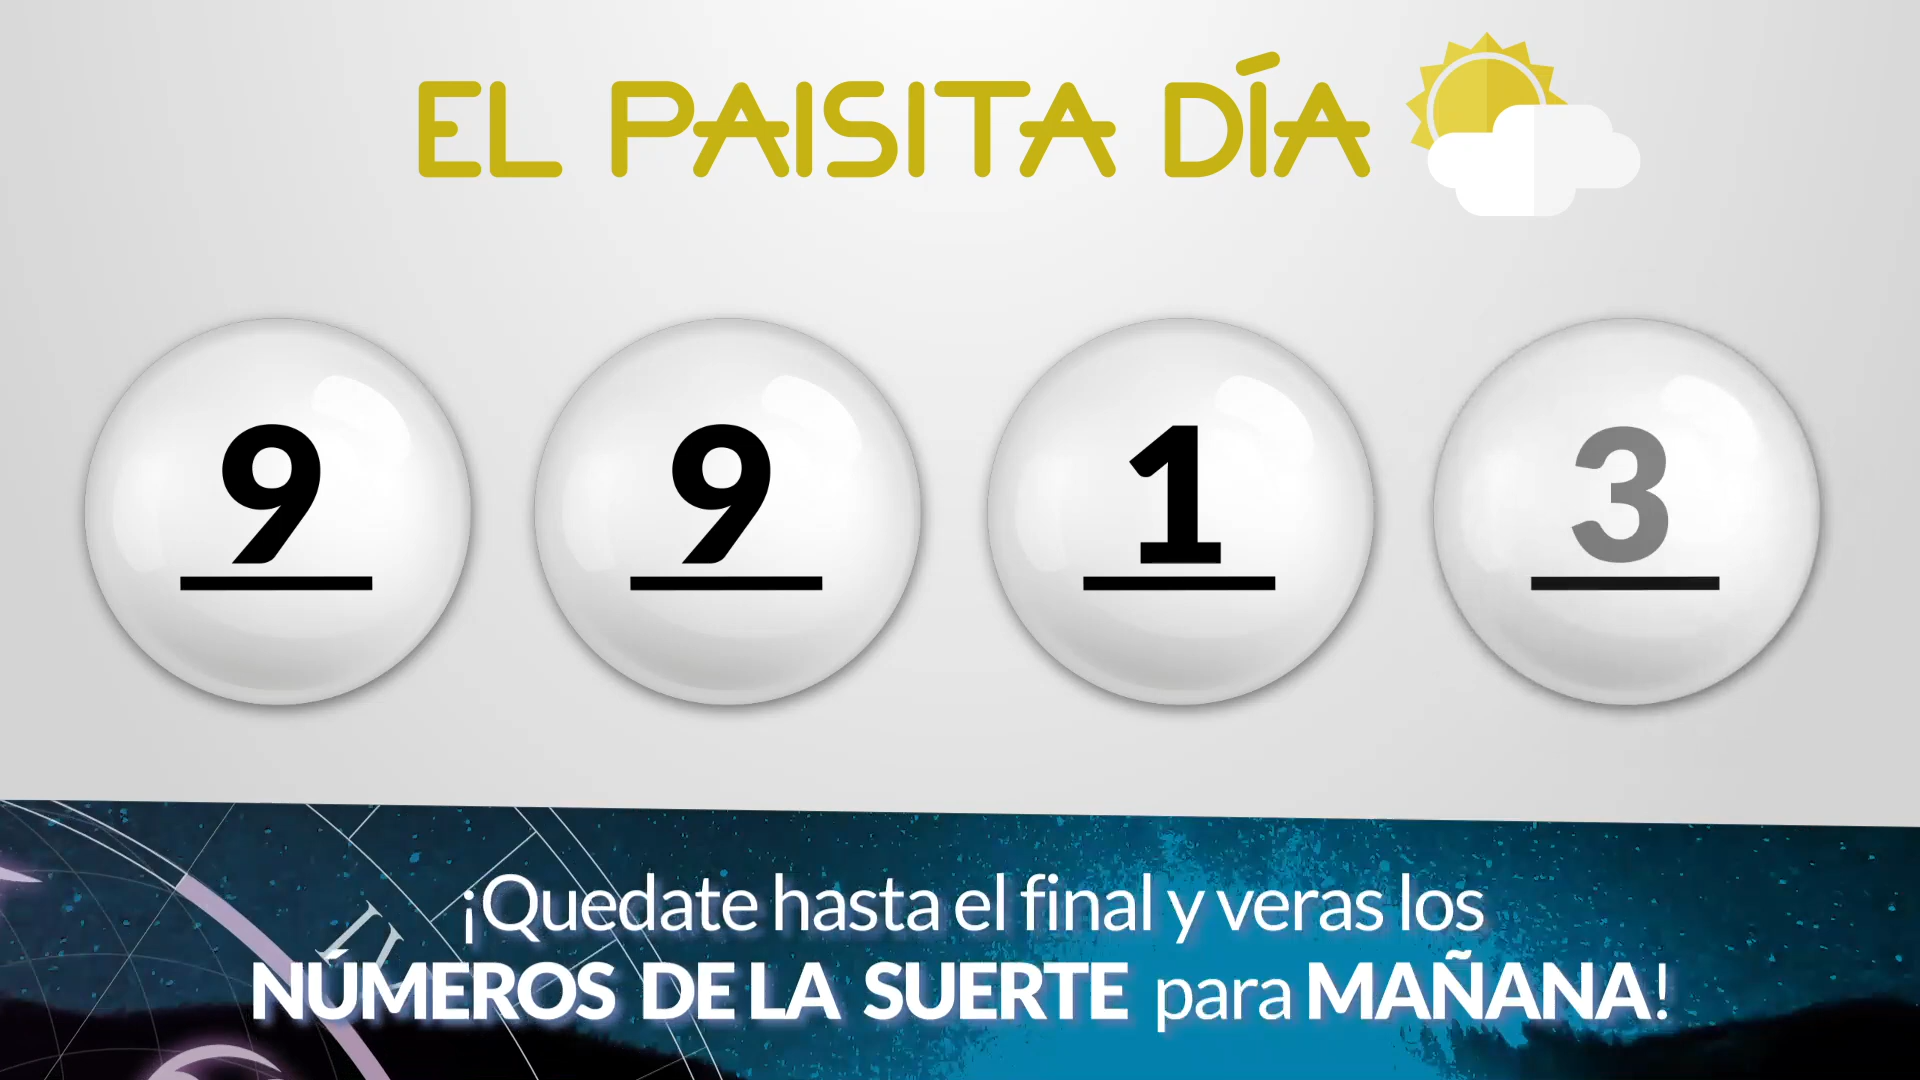 EL PAISITA DÍA
9 9 1 3
¡Quedate hasta el final y veras los
NÚMEROS DE LA SUERTE para MAÑANA!